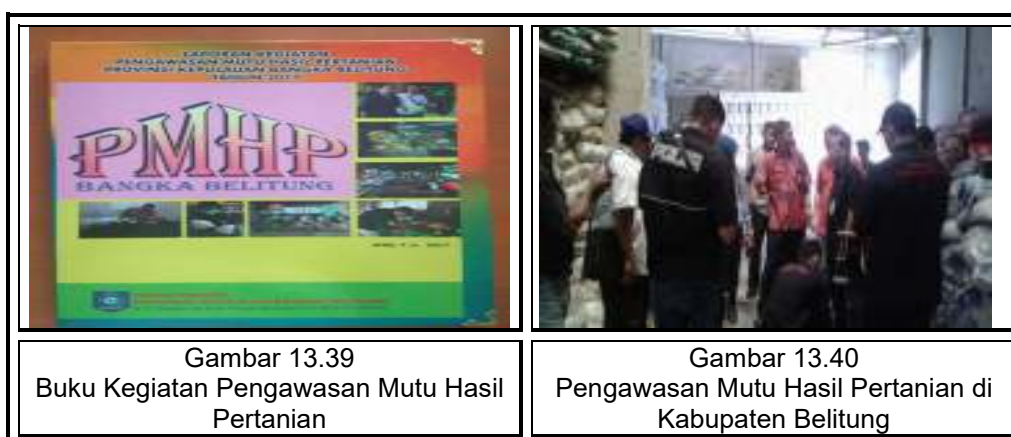 LAPORAN KEGIATAN
PENGAWASAN MUTU HASIL PERTANIAN
PROVINSI KEPULAUAN BANGKA BELITUNG
PMHP
BANGKA BELITUNG
Gambar 13.39
Buku Kegiatan Pengawasan Mutu Hasil
Pertanian
Gambar 13.40
Pengawasan Mutu Hasil Pertanian di
Kabupaten Belitung